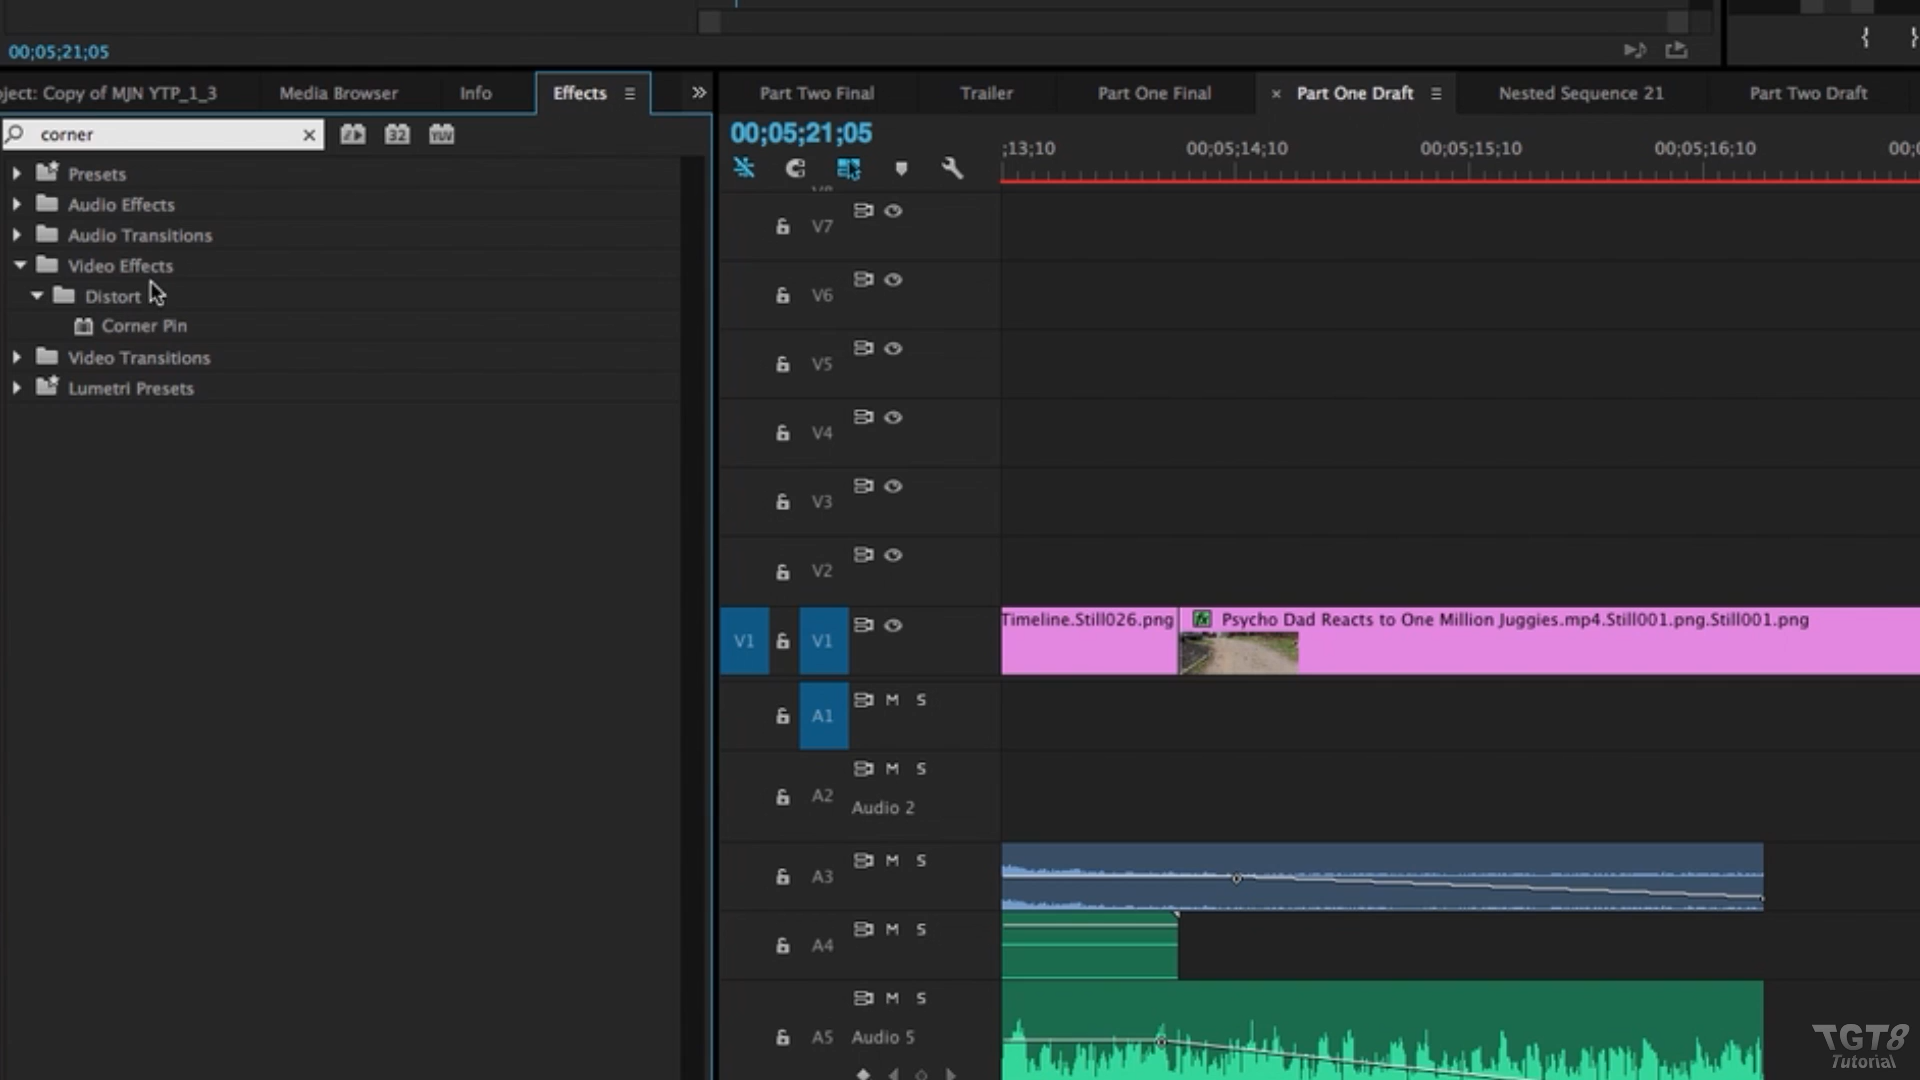 00;05;21;05
ject: Copy of MJN YTP_1_3
Media Browser
Info
Effects
corner
32
YUV
Presets
Audio Effects
Audio Transitions
Video Effects
Distort
Corner Pin
Video Transitions
Lumetri Presets
Part Two Final
Trailer
Part One Final
Part One Draft
Nested Sequence 21
Part Two Draft
00;05;21;05
;13;10
00;05;14;10
00;05;15;10
00;05;16;10
00;0
V7
V6
V5
V4
V3
V2
V1 V1
Timeline.Still026.png
fx Psycho Dad Reacts to One Million Juggies.mp4.Still001.png.Still001.png
A1 M S
A2 M S
Audio 2
A3 M S
A4 M S
A5 M S
Audio 5
TGT8
Tutorial